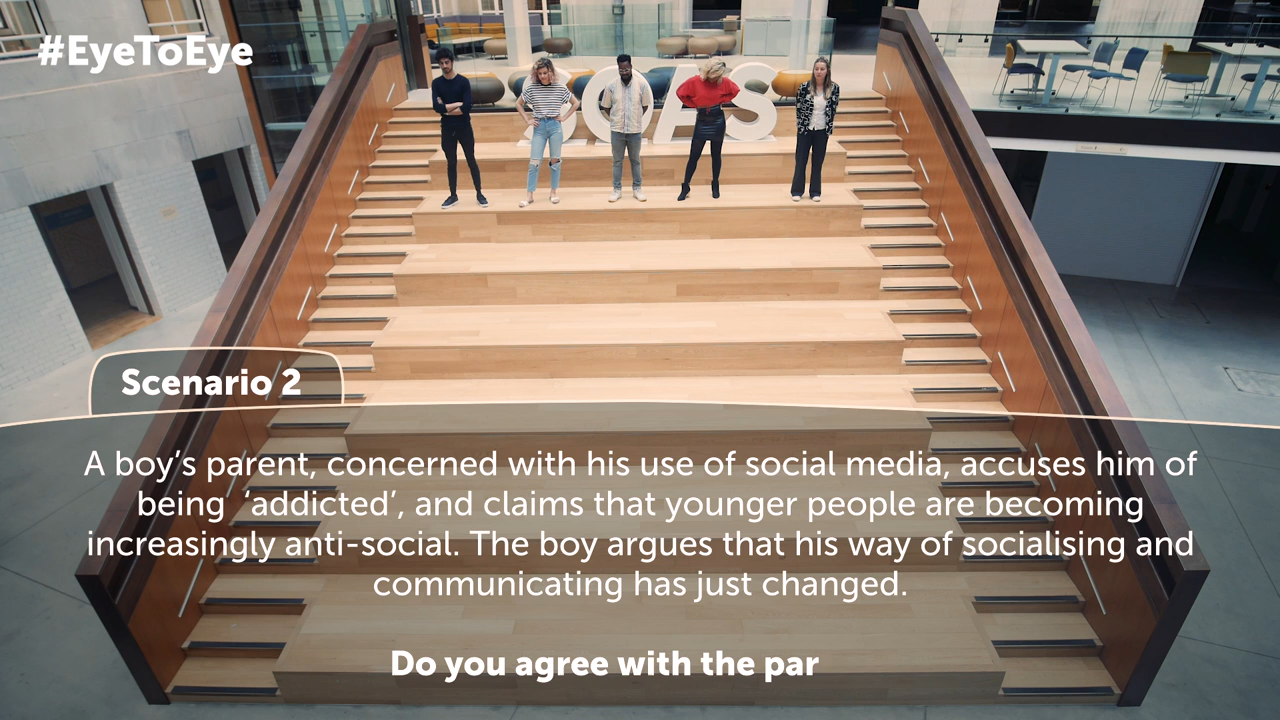 #EyeToEye
SOAS
Scenario 2
A boy’s parent, concerned with his use of social media, accuses him of
being ‘addicted’, and claims that younger people are becoming
increasingly anti-social. The boy argues that his way of socialising and
communicating has just changed.
Do you agree with the par